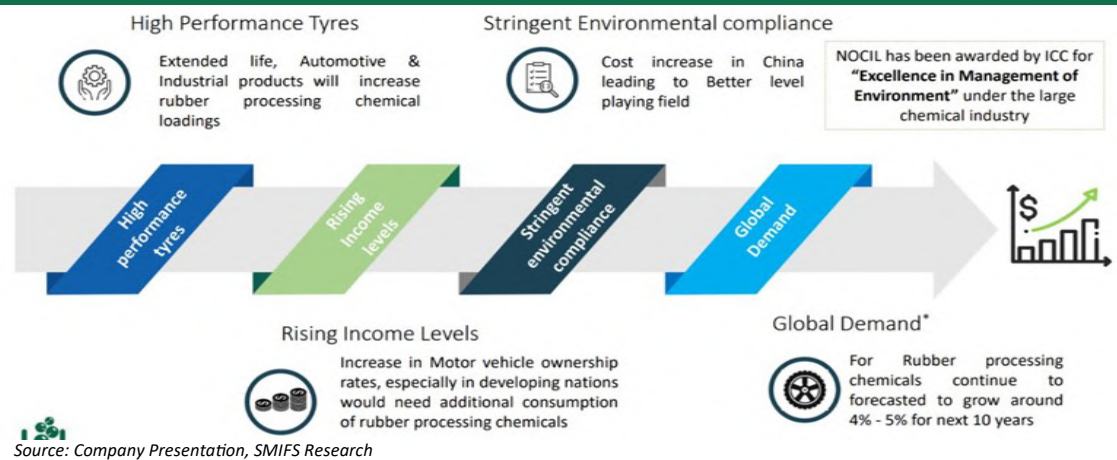 High Performance Tyres
Extended life, Automotive &
Industrial rubber products will increase
rubber processing chemical
loadings
Stringent Environmental compliance
Cost increase in China
leading to Better level
playing field
NOCIL has been awarded by ICC for
“Excellence in Management of
Environment” under the large
chemical industry
High
performance
tyres
Rising
Income
levels
Stringent
environmental
compliance
Global
Demand
$
Rising Income Levels
Increase in Motor vehicle ownership
rates, especially in developing nations
would need additional consumption
of rubber processing chemicals
Global Demand*
For Rubber processing
chemicals continue to
forecasted to grow around
4% - 5% for next 10 years
Source: Company Presentation, SMIFS Research